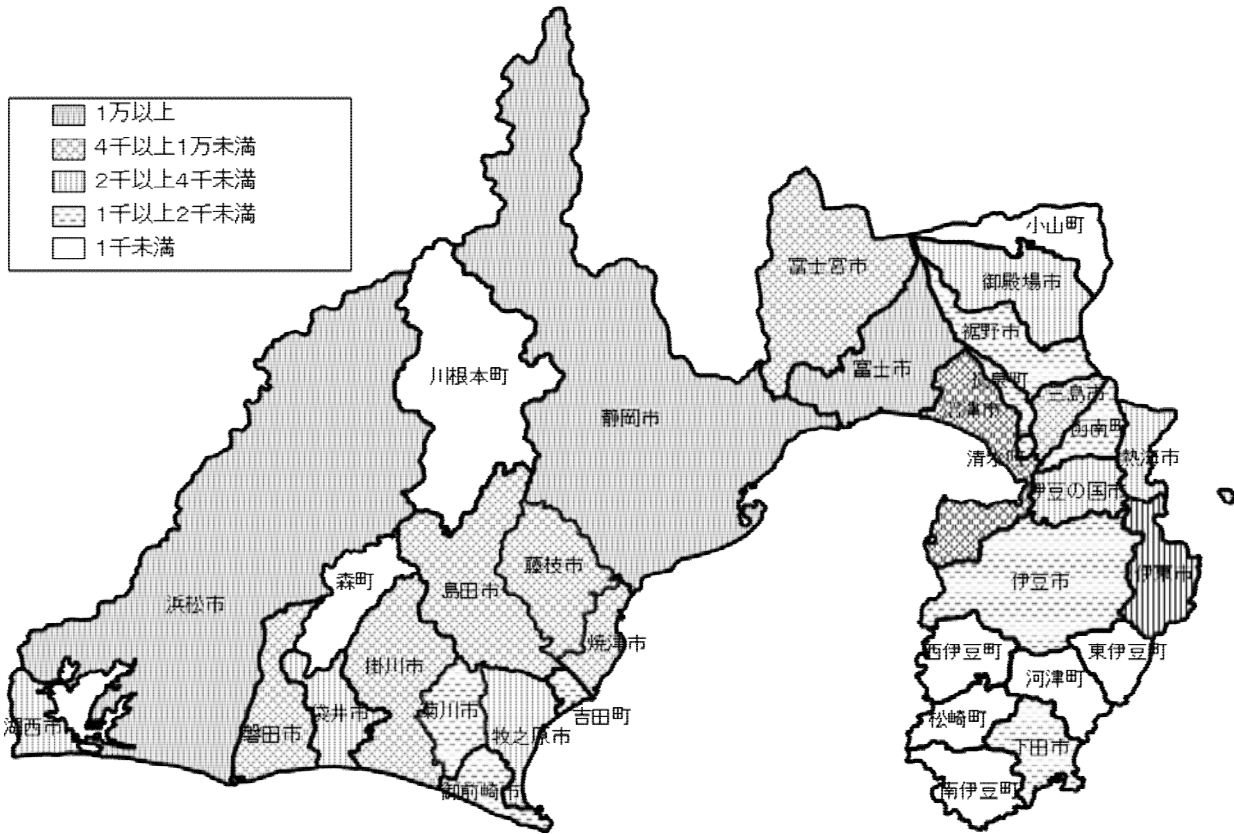 1万以上
4千以上1万未満
2千以上4千未満
1千以上2千未満
1千未満
小山町
富士宮市
御殿場市
裾野市
富士市
川根本町
三島市
静岡市
函南町
清水町
熱海市
伊豆の国市
藤枝市
森町
伊豆市
伊東市
島田市
浜松市
焼津市
西伊豆町
東伊豆町
掛川市
河津町
菊川市
吉田町
袋井市
松崎町
湖西市
磐田市
牧之原市
下田市
御前崎市
南伊豆町